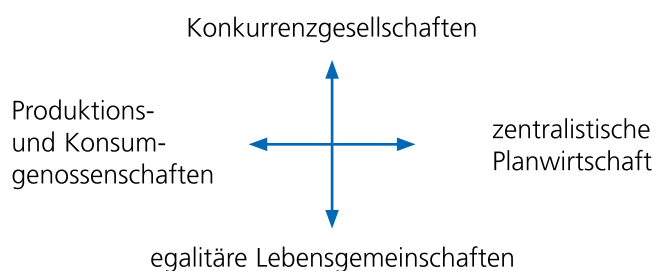 Konkurrenzgesellschaften
Produktions-
und Konsum-
genossenschaften
zentralistische
Planwirtschaft
egalitäre Lebensgemeinschaften